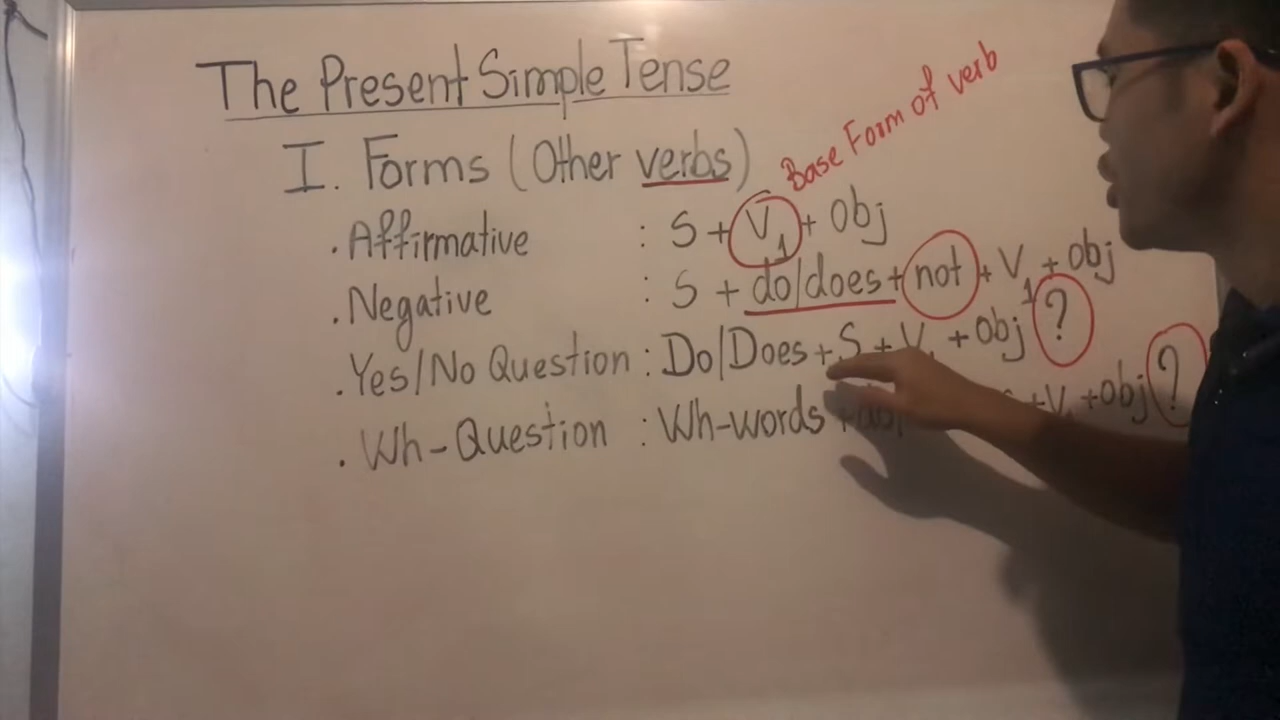 The Present Simple Tense
Base Form of verb
I. Forms (Other verbs)
. Affirmative : S + V1 + Obj
. Negative : S + do/does + not + V1 + obj
. Yes/No Question : Do/Does + S + V1 + Obj ?
. Wh-Question : Wh-words + +V1 +obj ?